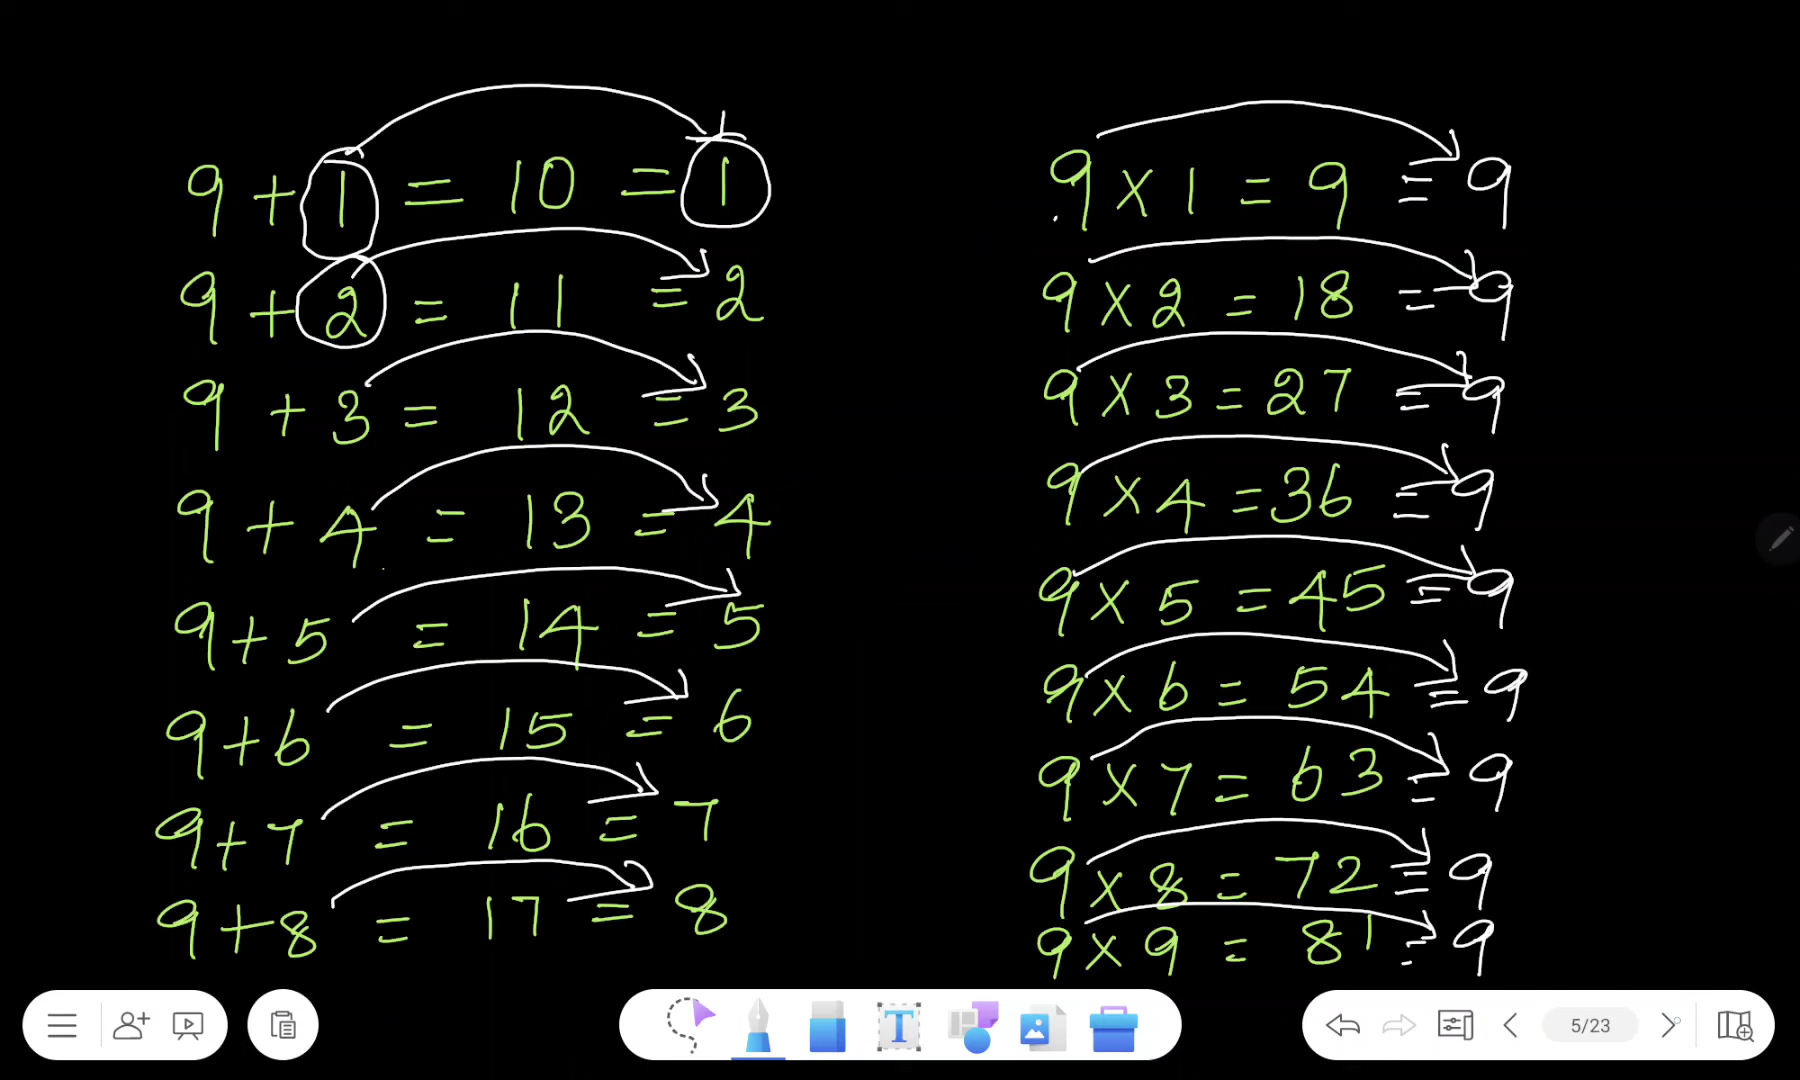 9 + 1 = 10 = 1
9 + 2 = 11 = 2
9 + 3 = 12 = 3
9 + 4 = 13 = 4
9 + 5 = 14 = 5
9 + 6 = 15 = 6
9 + 7 = 16 = 7
9 + 8 = 17 = 8
9 × 1 = 9 = 9
9 × 2 = 18 = 9
9 × 3 = 27 = 9
9 × 4 = 36 = 9
9 × 5 = 45 = 9
9 × 6 = 54 = 9
9 × 7 = 63 = 9
9 × 8 = 72 = 9
9 × 9 = 81 = 9
T
5/23